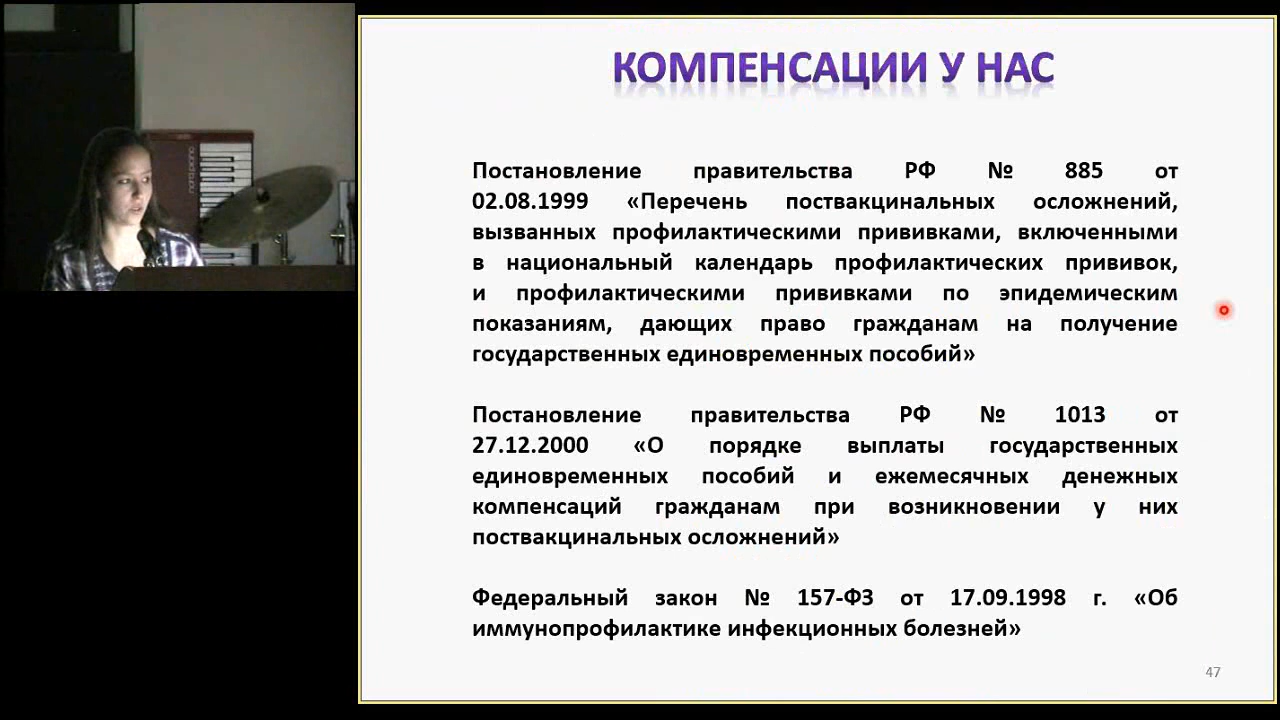 КОМПЕНСАЦИИ У НАС
Постановление правительства РФ № 885 от
02.08.1999 «Перечень поствакцинальных осложнений,
вызванных профилактическими прививками, включенными
в национальный календарь профилактических прививок,
и профилактическими прививками по эпидемическим
показаниям, дающих право гражданам на получение
государственных единовременных пособий»
Постановление правительства РФ № 1013 от
27.12.2000 «О порядке выплаты государственных
единовременных пособий и ежемесячных денежных
компенсаций гражданам при возникновении у них
поствакцинальных осложнений»
Федеральный закон № 157-ФЗ от 17.09.1998 г. «Об
иммунопрофилактике инфекционных болезней»
47